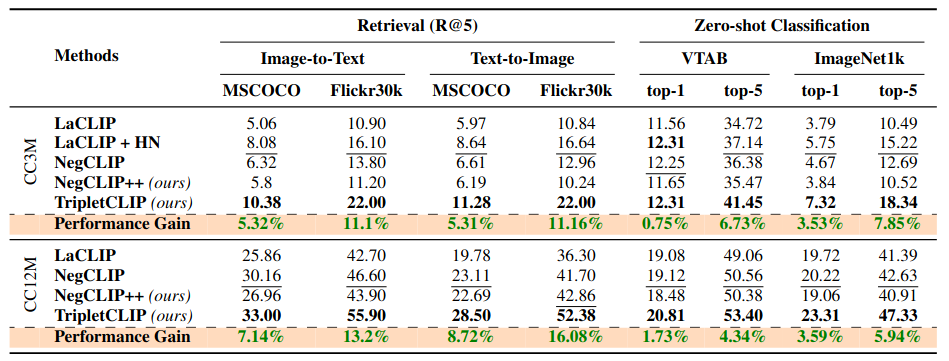 Methods Retrieval (R@5) Zero-shot Classification
Image-to-Text Text-to-Image VTAB ImageNet1k
MSCOCO Flickr30k MSCOCO Flickr30k top-1 top-5 top-1 top-5
CC3M
LaCLIP 5.06 10.90 5.97 10.84 11.56 34.72 3.79 10.49
LaCLIP + HN 8.08 16.10 8.64 16.64 12.31 37.14 5.75 15.22
NegCLIP 6.32 13.80 6.61 12.96 12.25 36.38 4.67 12.69
NegCLIP++ (ours) 5.8 11.20 6.19 10.24 11.65 35.47 3.84 10.52
TripletCLIP (ours) 10.38 22.00 11.28 22.00 12.31 41.45 7.32 18.34
Performance Gain 5.32% 11.1% 5.31% 11.16% 0.75% 6.73% 3.53% 7.85%
CC12M
LaCLIP 25.86 42.70 19.78 36.30 19.08 49.06 19.72 41.39
NegCLIP 30.16 46.60 23.11 41.70 19.12 50.56 20.22 42.63
NegCLIP++ (ours) 26.96 43.90 22.69 42.86 18.48 50.38 19.06 40.91
TripletCLIP (ours) 33.00 55.90 28.50 52.38 20.81 53.40 23.31 47.33
Performance Gain 7.14% 13.2% 8.72% 16.08% 1.73% 4.34% 3.59% 5.94%